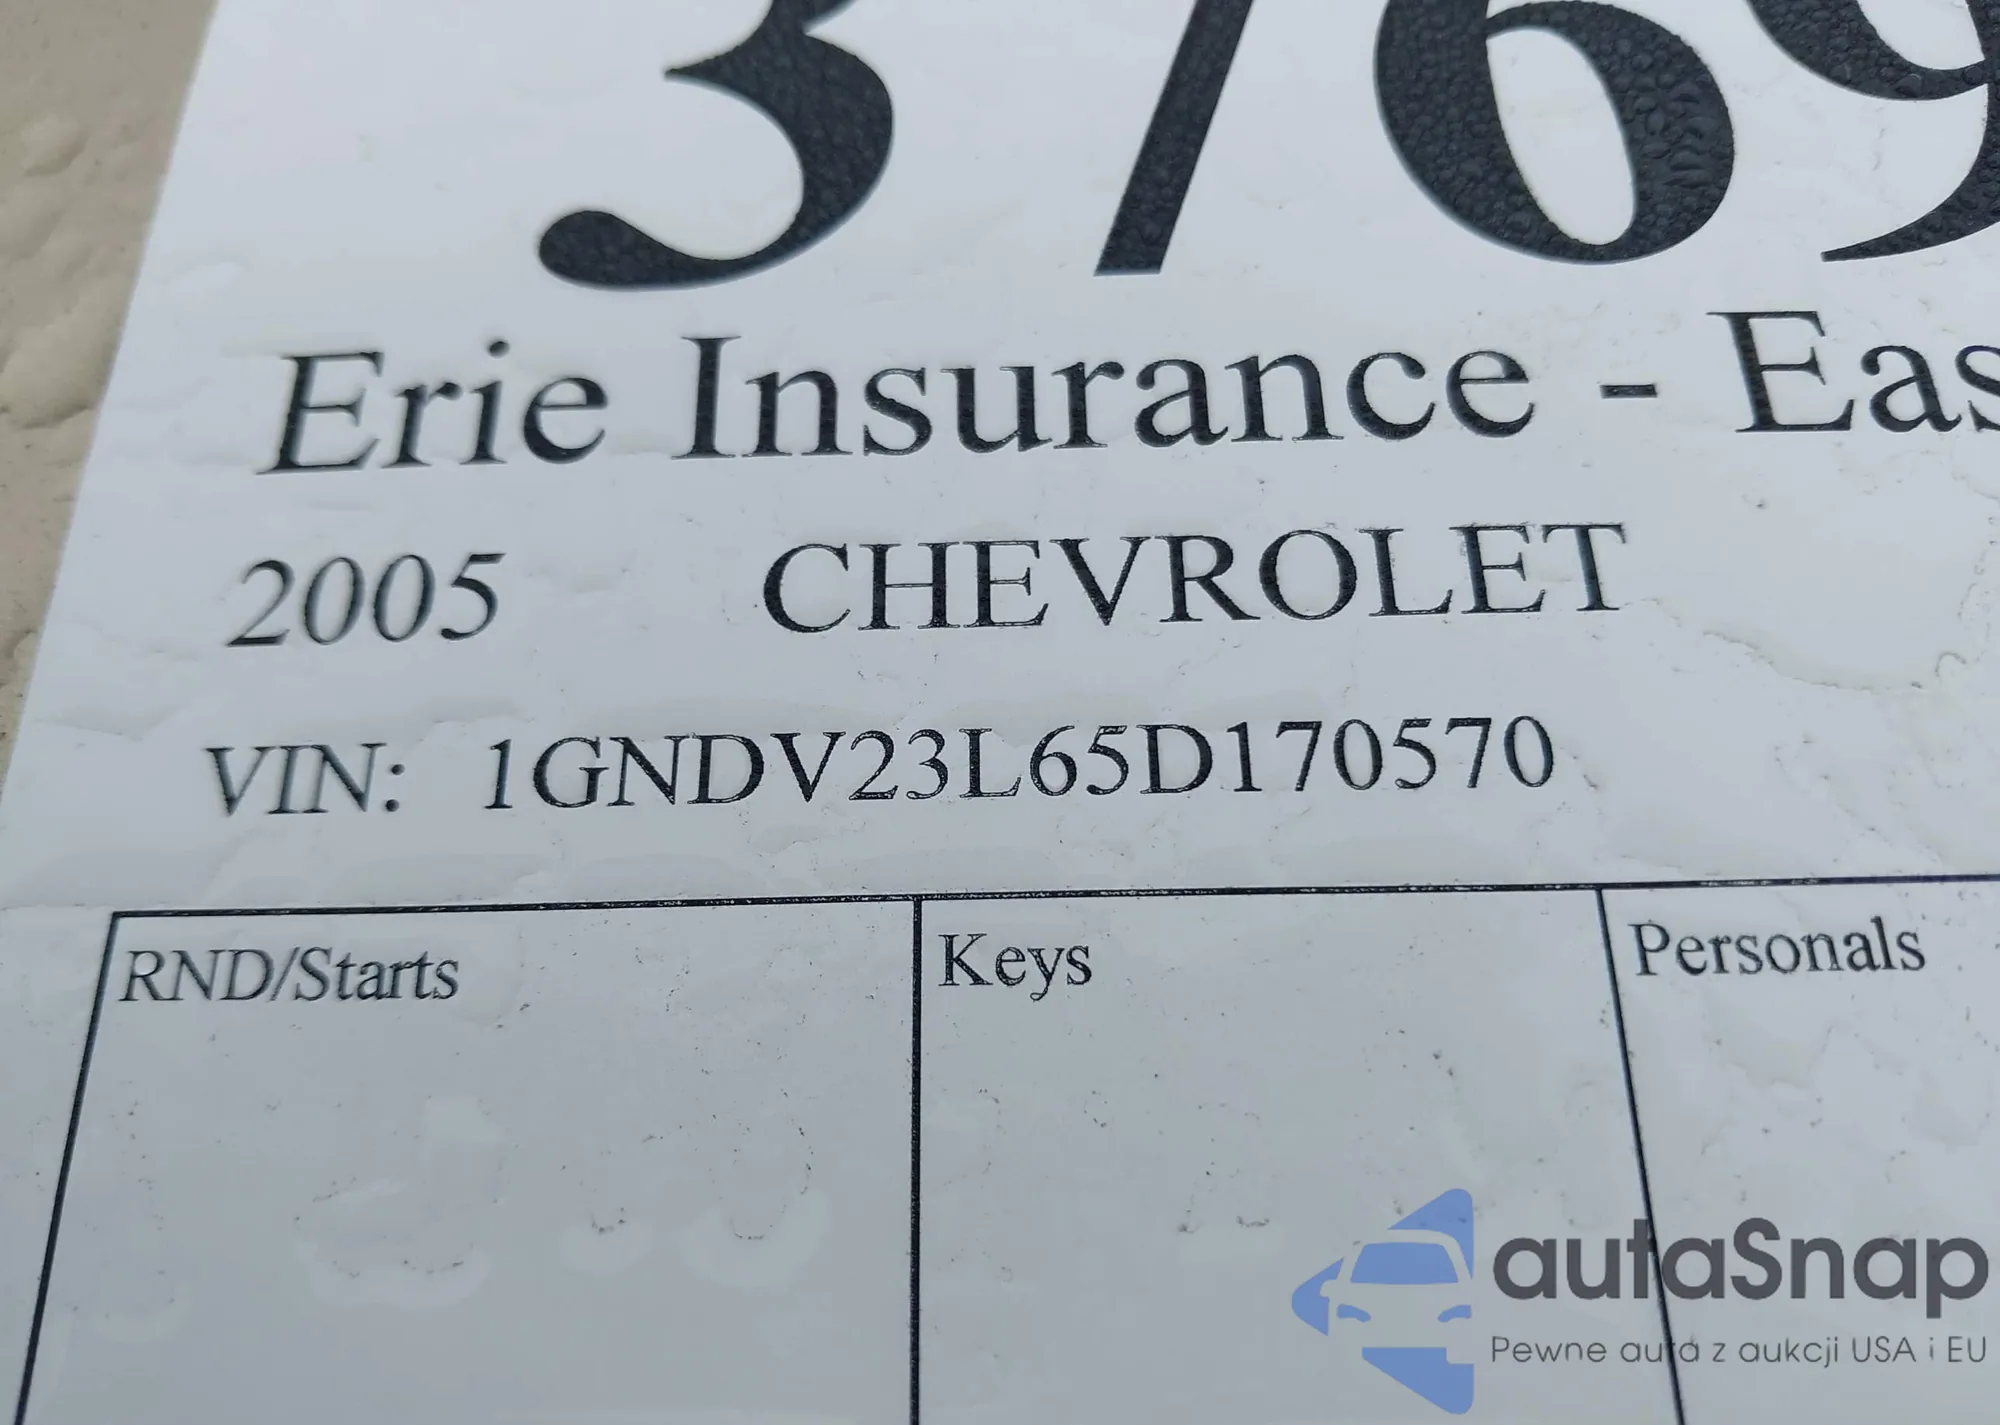 3769
Erie Insurance - Eas
2005 CHEVROLET
VIN: 1GNDV23L65D170570
RND/Starts
Keys
Personals
autaSnap
Pewne auta z aukcji USA i EU